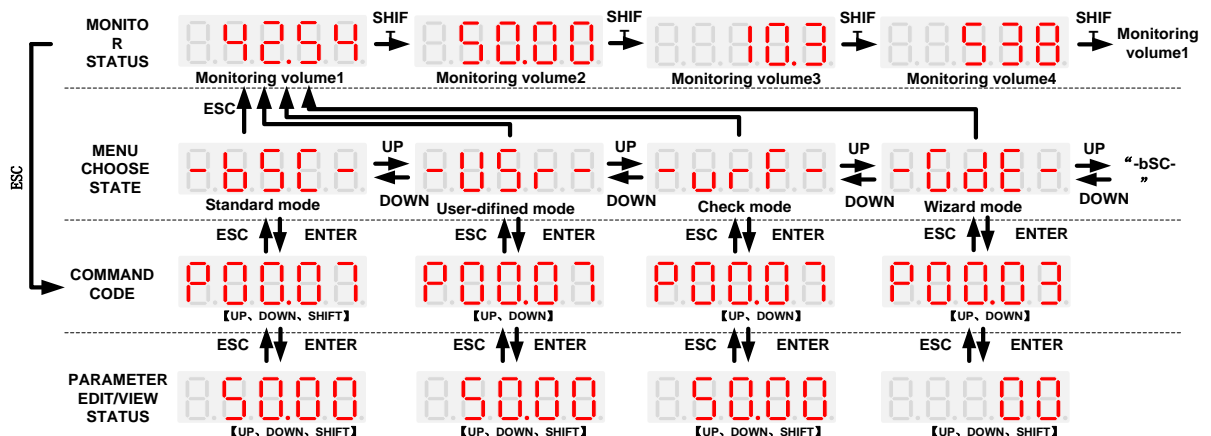 MONITO
R
STATUS
42.54 SHIF
T 50.00 SHIF
T 10.3 SHIF
T 538 SHIF
T Monitoring
volume1
Monitoring volume1 Monitoring volume2 Monitoring volume3 Monitoring volume4
ESC
ESC
MENU
CHOOSE
STATE
-bSC- UP
DOWN -USr- UP
DOWN -urF- UP
DOWN -GdE- UP
DOWN “-bSC-
”
Standard mode User-difined mode Check mode Wizard mode
ESC ENTER ESC ENTER ESC ENTER ESC ENTER
COMMAND
CODE
P00.07 P00.07 P00.07 P00.03
【UP、DOWN、SHIFT】 【UP、DOWN】 【UP、DOWN】 【UP、DOWN】
ESC ENTER ESC ENTER ESC ENTER ESC ENTER
PARAMETER
EDIT/VIEW
STATUS
50.00 50.00 50.00 00
【UP、DOWN、SHIFT】 【UP、DOWN、SHIFT】 【UP、DOWN、SHIFT】 【UP、DOWN、SHIFT】